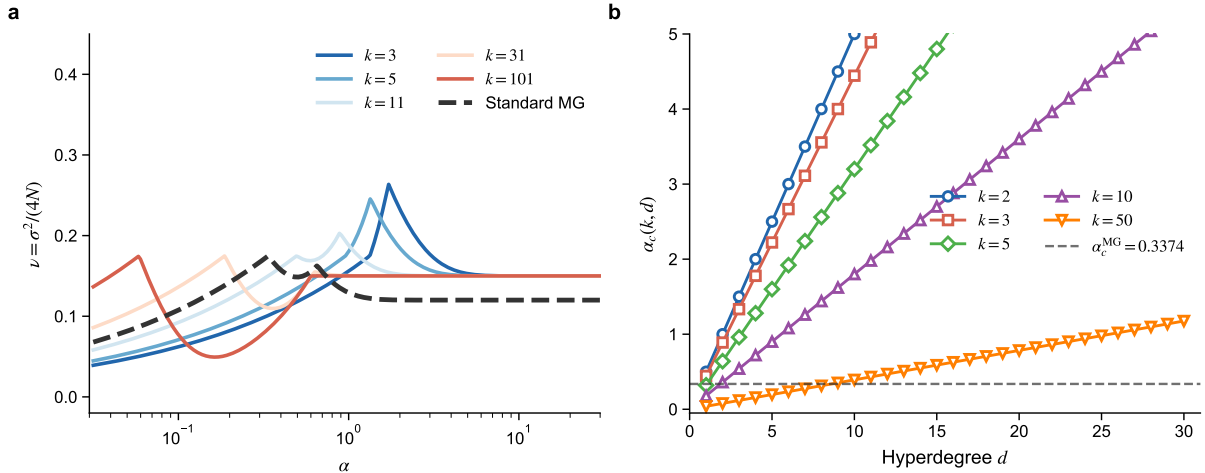 a
0.4
0.3
0.2
0.1
0.0
ν = σ²/(4N)
10⁻¹
10⁰
10¹
α
k = 3
k = 5
k = 11
k = 31
k = 101
Standard MG
b
5
4
3
2
1
0
α_c(k, d)
0
5
10
15
20
25
30
Hyperdegree d
k = 2
k = 3
k = 5
k = 10
k = 50
α_c^MG = 0.3374